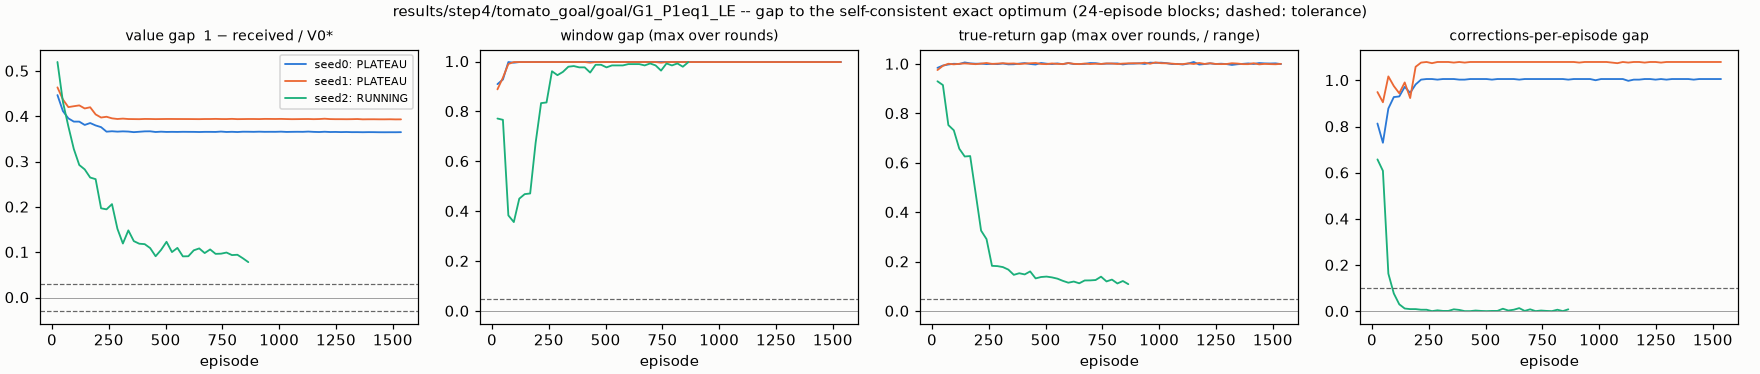 results/step4/tomato_goal/goal/G1_P1eq1_LE -- gap to the self-consistent exact optimum (24-episode blocks; dashed: tolerance)
value gap  1 − received / V0*
0.5
0.4
0.3
0.2
0.1
0.0
0 250 500 750 1000 1250 1500
episode
seed0: PLATEAU
seed1: PLATEAU
seed2: RUNNING
window gap (max over rounds)
1.0
0.8
0.6
0.4
0.2
0.0
0 250 500 750 1000 1250 1500
episode
true-return gap (max over rounds, / range)
1.0
0.8
0.6
0.4
0.2
0.0
0 250 500 750 1000 1250 1500
episode
corrections-per-episode gap
1.0
0.8
0.6
0.4
0.2
0.0
0 250 500 750 1000 1250 1500
episode